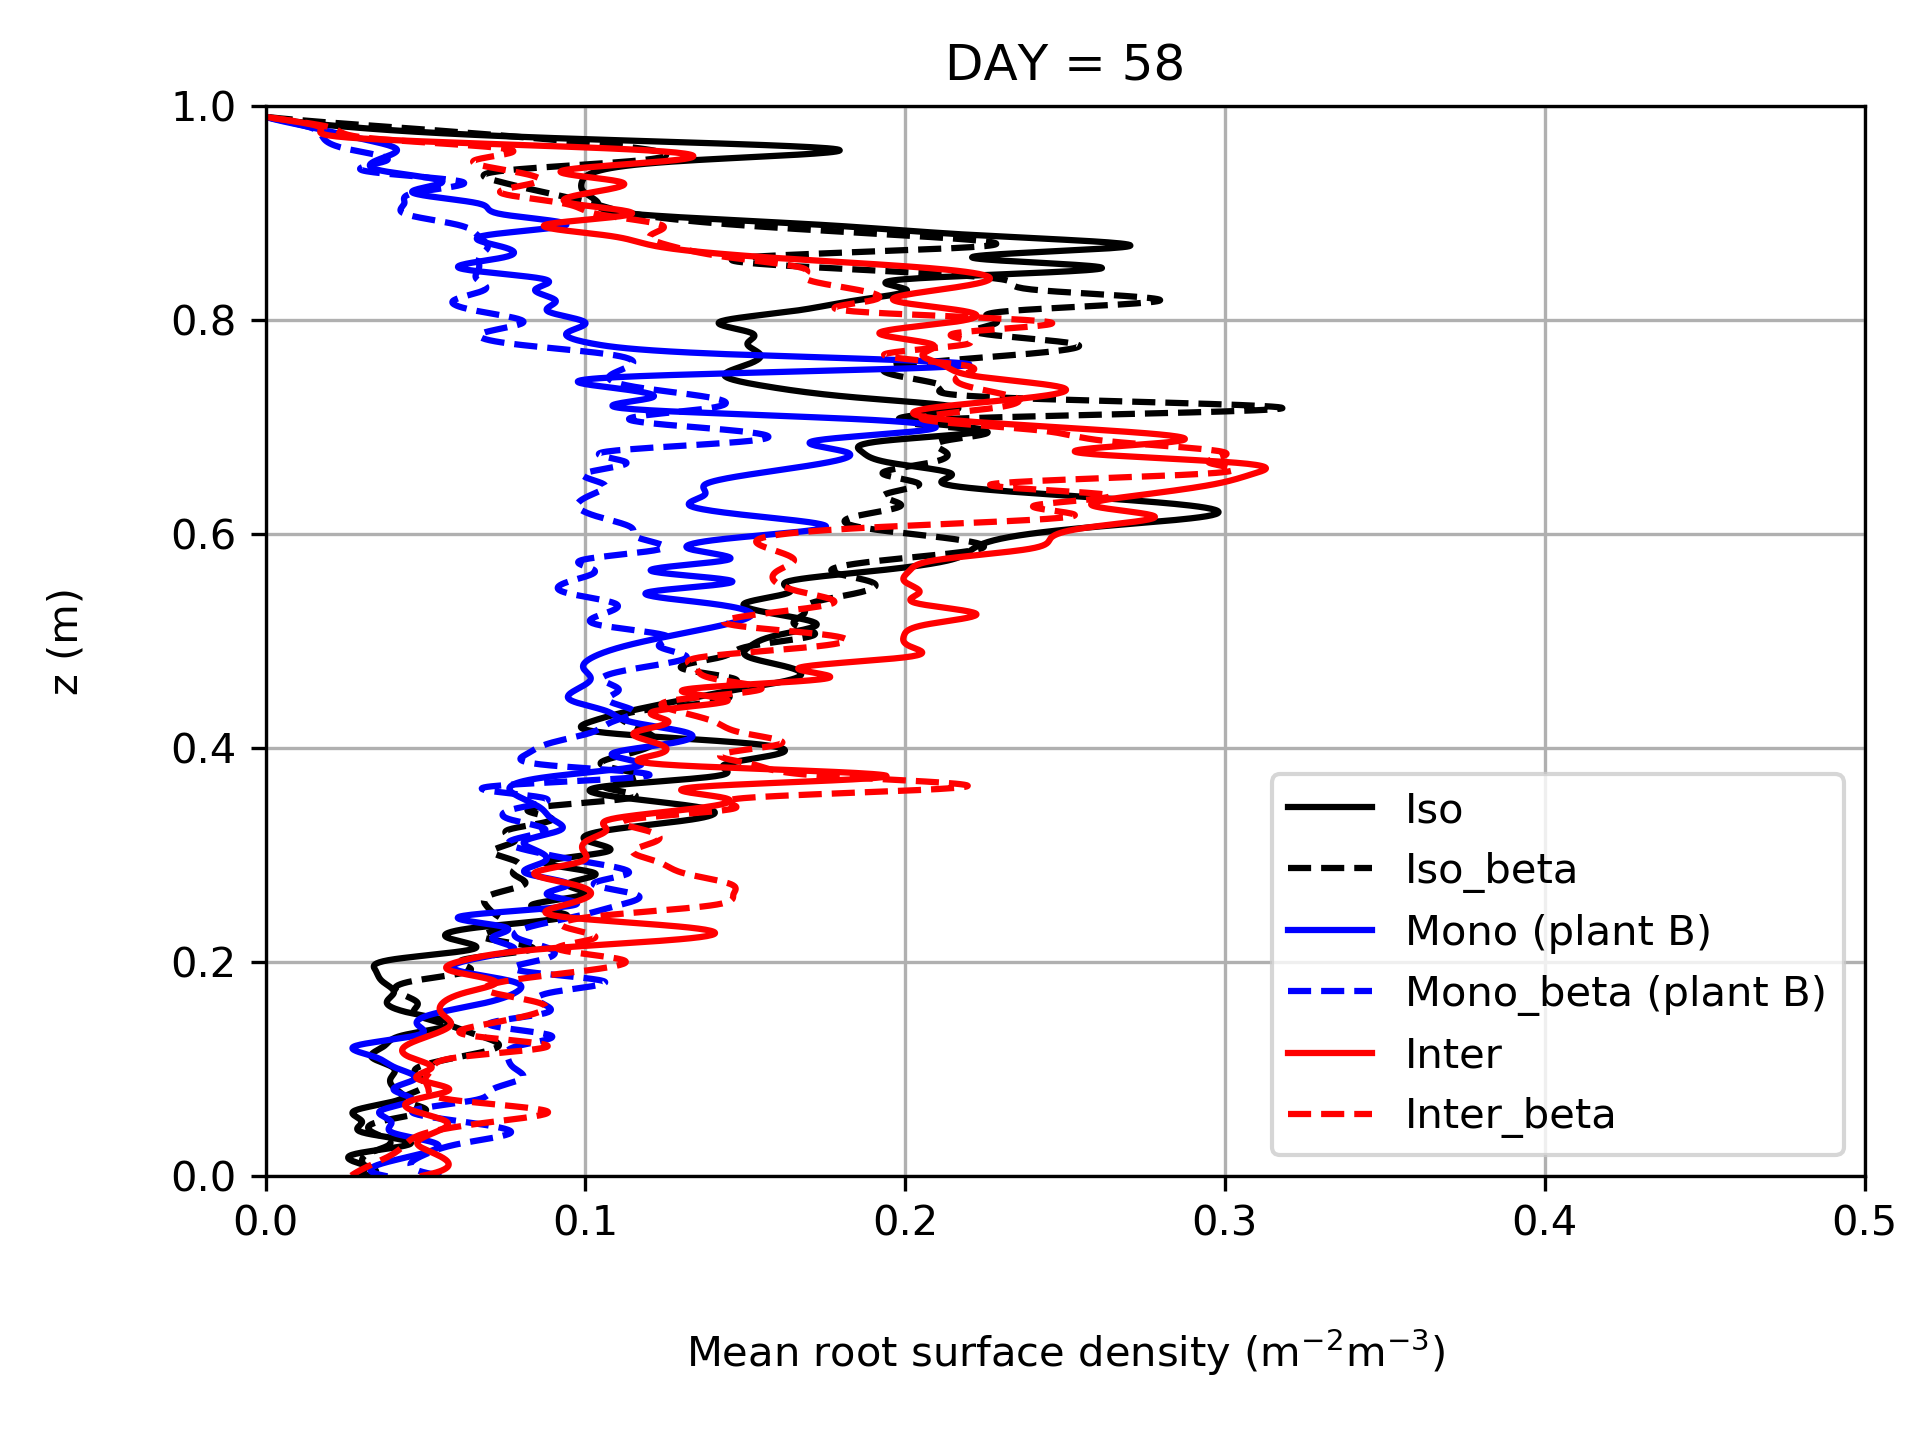 DAY = 58
1.0
0.8
0.6
0.4
0.2
0.0
z (m)
0.0 0.1 0.2 0.3 0.4 0.5
Mean root surface density (m⁻²m⁻³)
Iso
Iso_beta
Mono (plant B)
Mono_beta (plant B)
Inter
Inter_beta